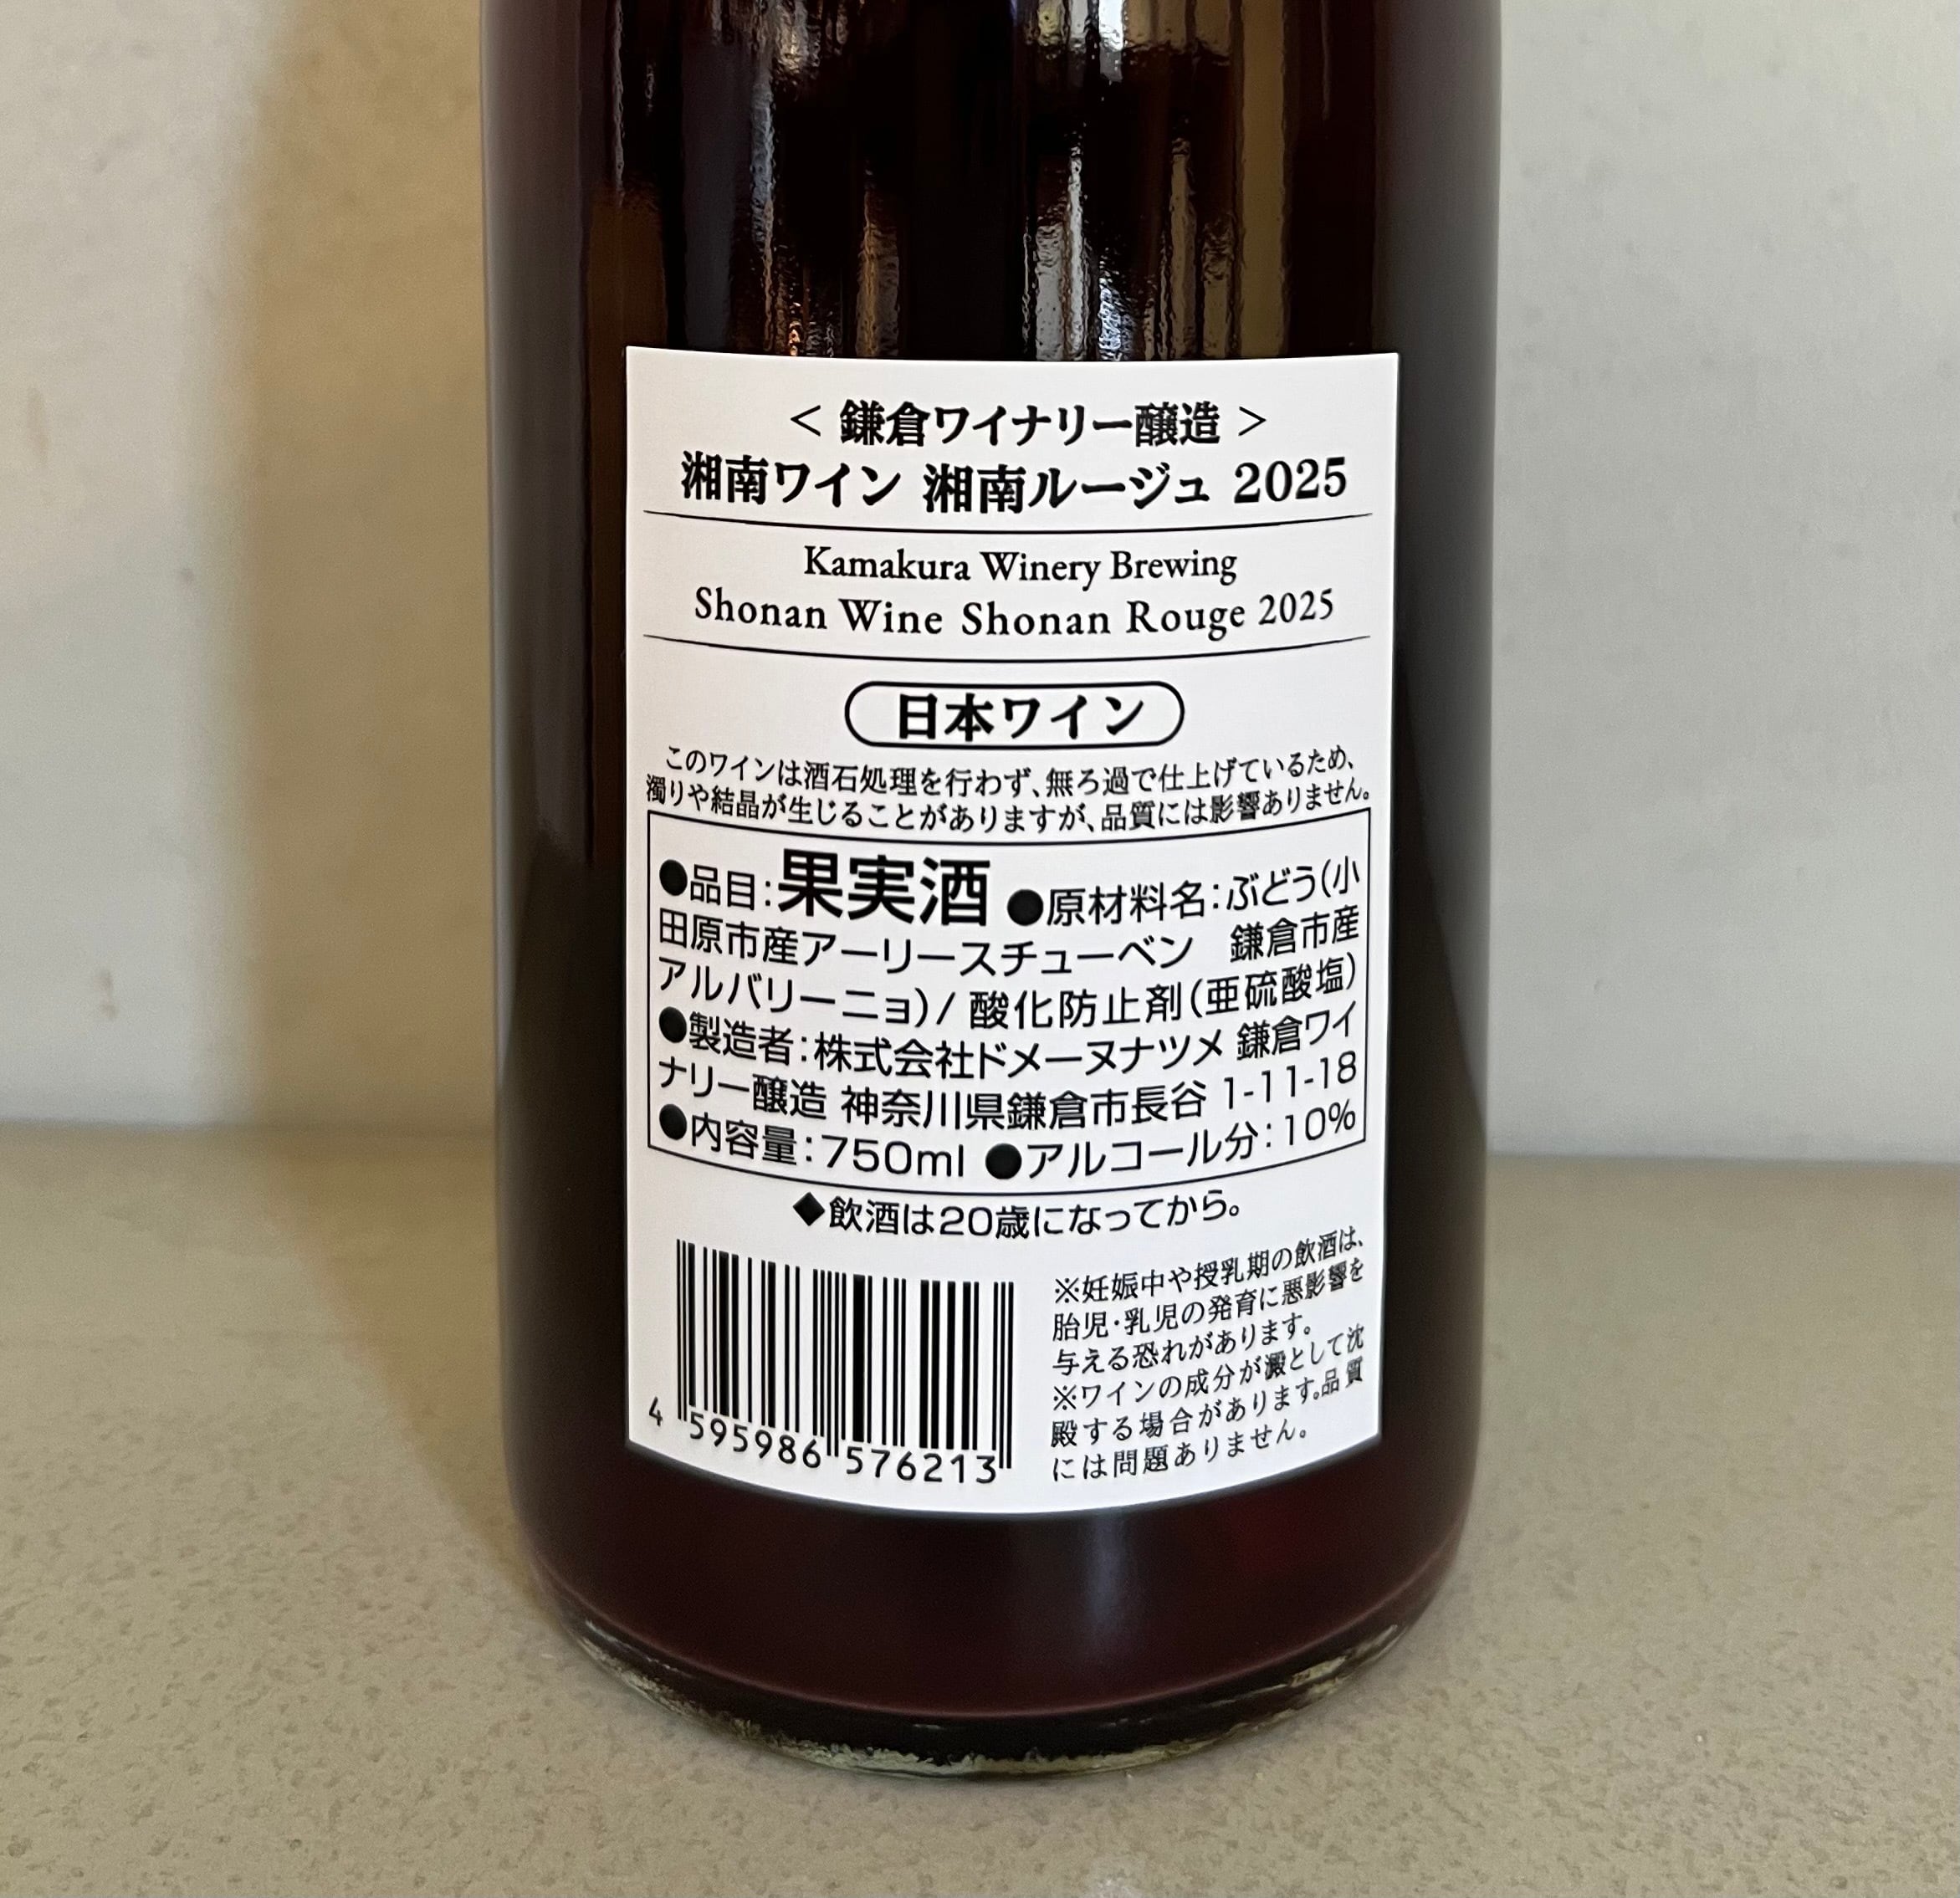 ＜ 鎌倉ワイナリー醸造 ＞
湘南ワイン 湘南ルージュ 2025
Kamakura Winery Brewing
Shonan Wine Shonan Rouge 2025
日本ワイン
このワインは酒石処理を行わず、無ろ過で仕上げているため、
濁りや結晶が生じることがありますが、品質には影響ありません。
●品目：果実酒 ●原材料名：ぶどう（小
田原市産アーリースチューベン　鎌倉市産
アルバリーニョ）/ 酸化防止剤（亜硫酸塩）
●製造者：株式会社ドメーヌナツメ 鎌倉ワイ
ナリー醸造 神奈川県鎌倉市長谷 1-11-18
●内容量：750ml ●アルコール分：10%
◆飲酒は20歳になってから。
4 595986 576213
※妊娠中や授乳期の飲酒は、
胎児・乳児の発育に悪影響を
与える恐れがあります。
※ワインの成分が澱として沈
殿する場合があります。品質
には問題ありません。